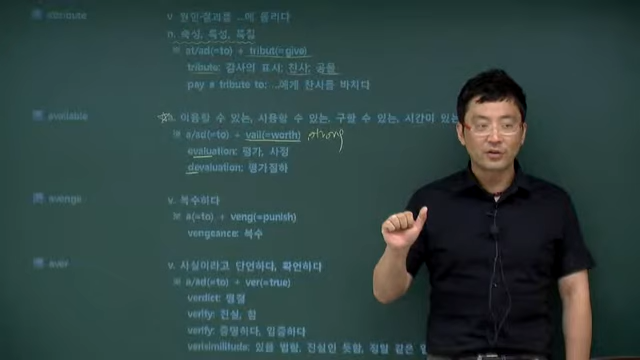 attribute
v. 원인·결과를 ...에 돌리다
n. 속성, 특성, 특질
※ at/ad(=to) + tribut(=give)
tribute: 감사의 표시: 찬사: 공물
pay a tribute to: ...에게 찬사를 바치다
available
a. 이용할 수 있는, 사용할 수 있는, 구할 수 있는, 시간이 있는
※ a/ad(=to) + vail(=worth) strong
evaluation: 평가, 사정
devaluation: 평가절하
avenge
v. 복수하다
※ a(=to) + veng(=punish)
vengeance: 복수
aver
v. 사실이라고 단언하다, 확언하다
※ a/ad(=to) + ver(=true)
verdict: 평결
verity: 진실,
verify: 증명하다, 입증하다
verisimilitude: 있을 법함, 진실인 듯함, 정말 같은